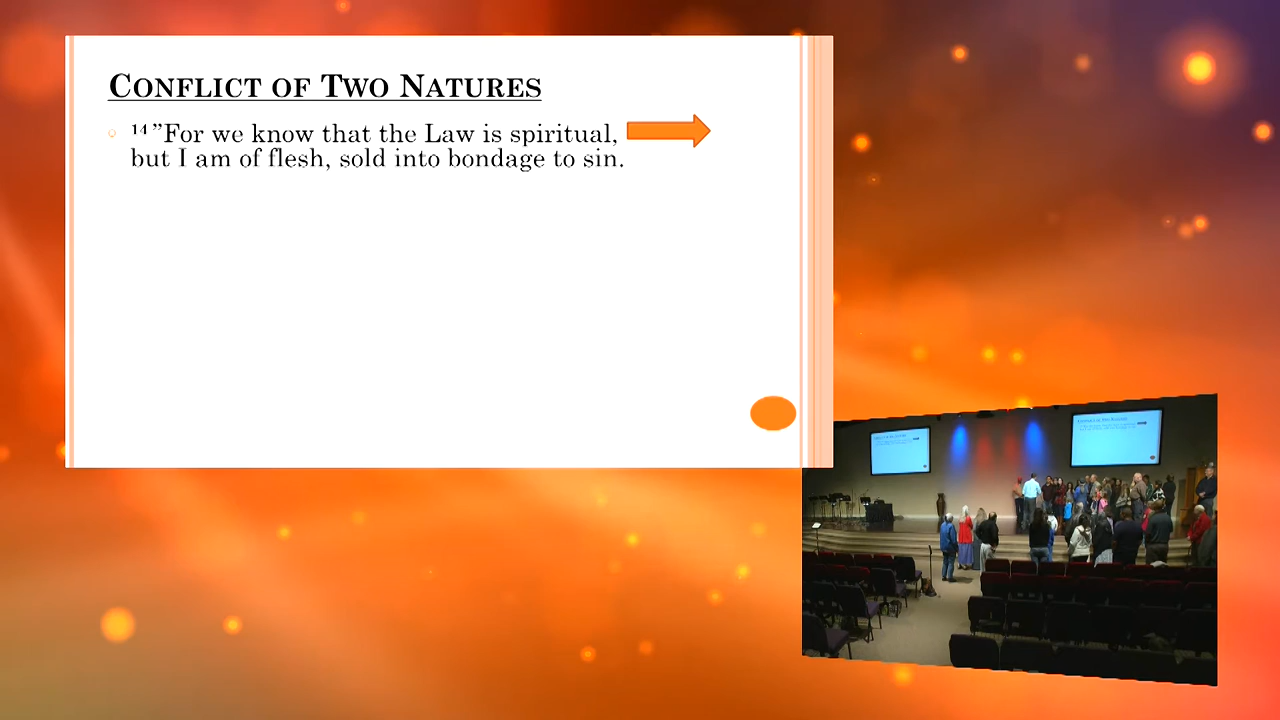 CONFLICT OF TWO NATURES
¹⁴”For we know that the Law is spiritual,
but I am of flesh, sold into bondage to sin.